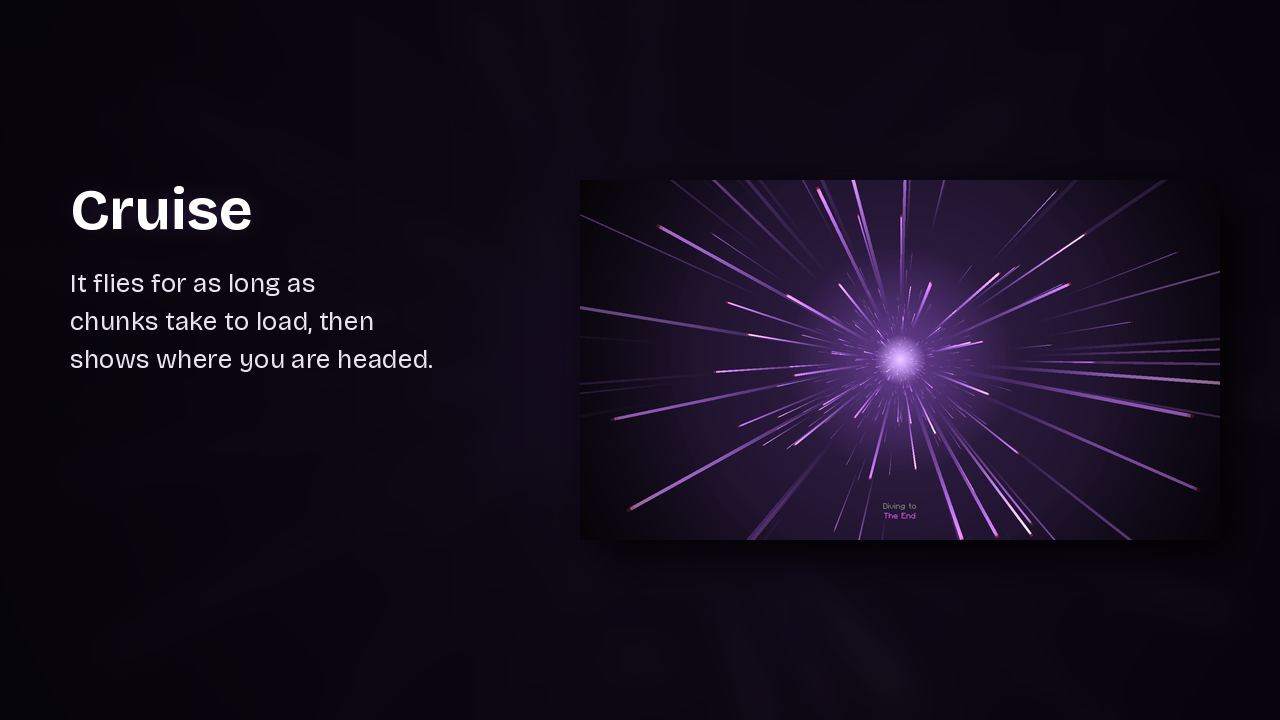 Cruise
It flies for as long as
chunks take to load, then
shows where you are headed.
Diving to
The End